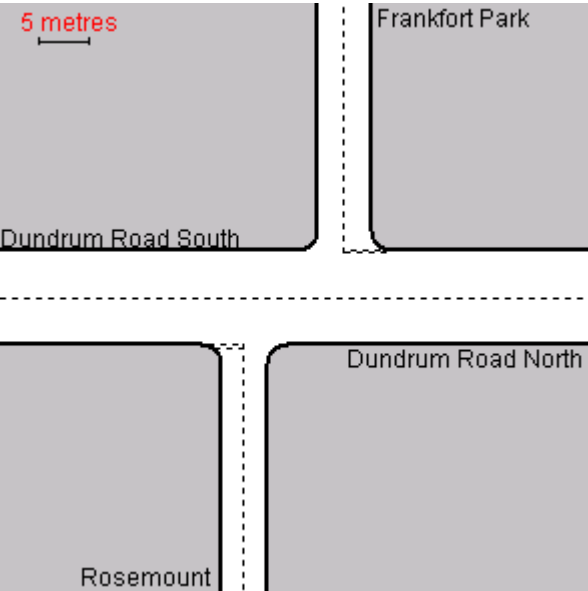 5 metres
Frankfort Park
Dundrum Road South
Dundrum Road North
Rosemount